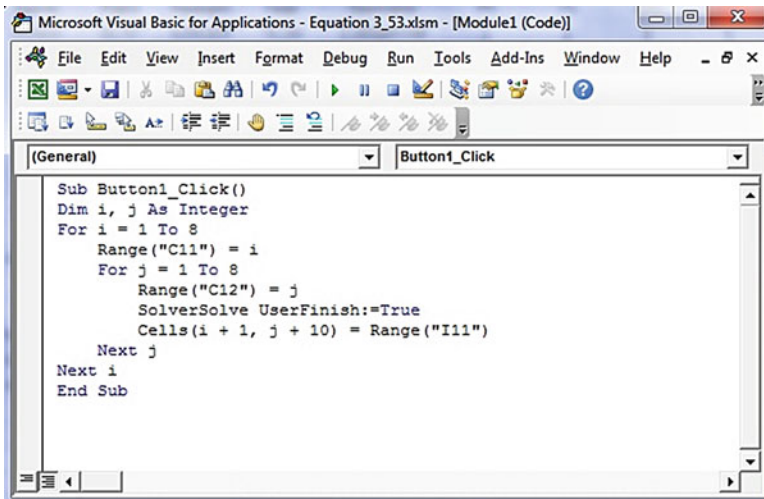 Microsoft Visual Basic for Applications - Equation 3_53.xlsm - [Module1 (Code)]
File Edit View Insert Format Debug Run Tools Add-Ins Window Help
(General) Button1_Click
Sub Button1_Click()
Dim i, j As Integer
For i = 1 To 8
    Range("C11") = i
    For j = 1 To 8
        Range("C12") = j
        SolverSolve UserFinish:=True
        Cells(i + 1, j + 10) = Range("I11")
    Next j
Next i
End Sub